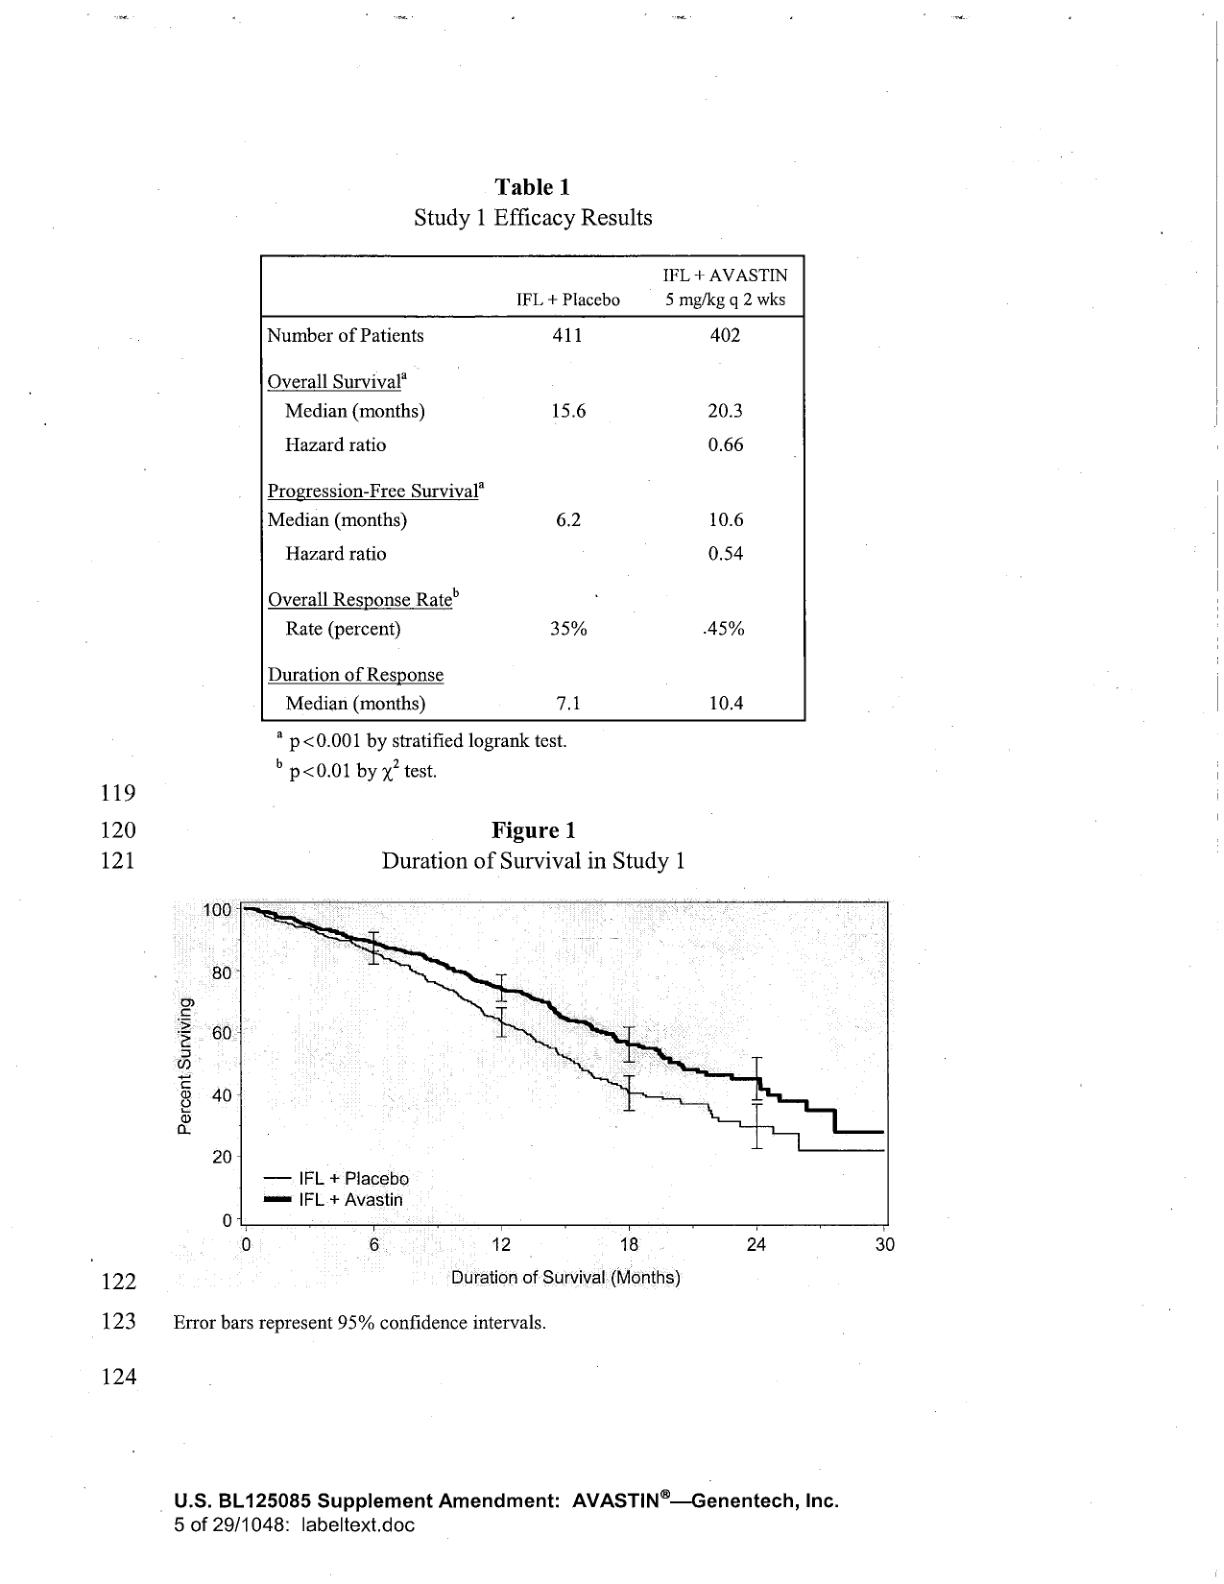 Table 1
Study 1 Efficacy Results
IFL + AVASTIN
IFL + Placebo 5 mg/kg q 2 wks
Number of Patients 411 402
Overall Survivalᵃ
Median (months) 15.6 20.3
Hazard ratio 0.66
Progression-Free Survivalᵃ
Median (months) 6.2 10.6
Hazard ratio 0.54
Overall Response Rateᵇ
Rate (percent) 35% 45%
Duration of Response
Median (months) 7.1 10.4
ᵃ p<0.001 by stratified logrank test.
ᵇ p<0.01 by χ² test.
119
120 Figure 1
121 Duration of Survival in Study 1
100
80
60
40
20
0
Percent Surviving
IFL + Placebo
IFL + Avastin
0 6 12 18 24 30
Duration of Survival (Months)
122
123 Error bars represent 95% confidence intervals.
124
U.S. BL125085 Supplement Amendment: AVASTIN®—Genentech, Inc.
5 of 29/1048: labeltext.doc